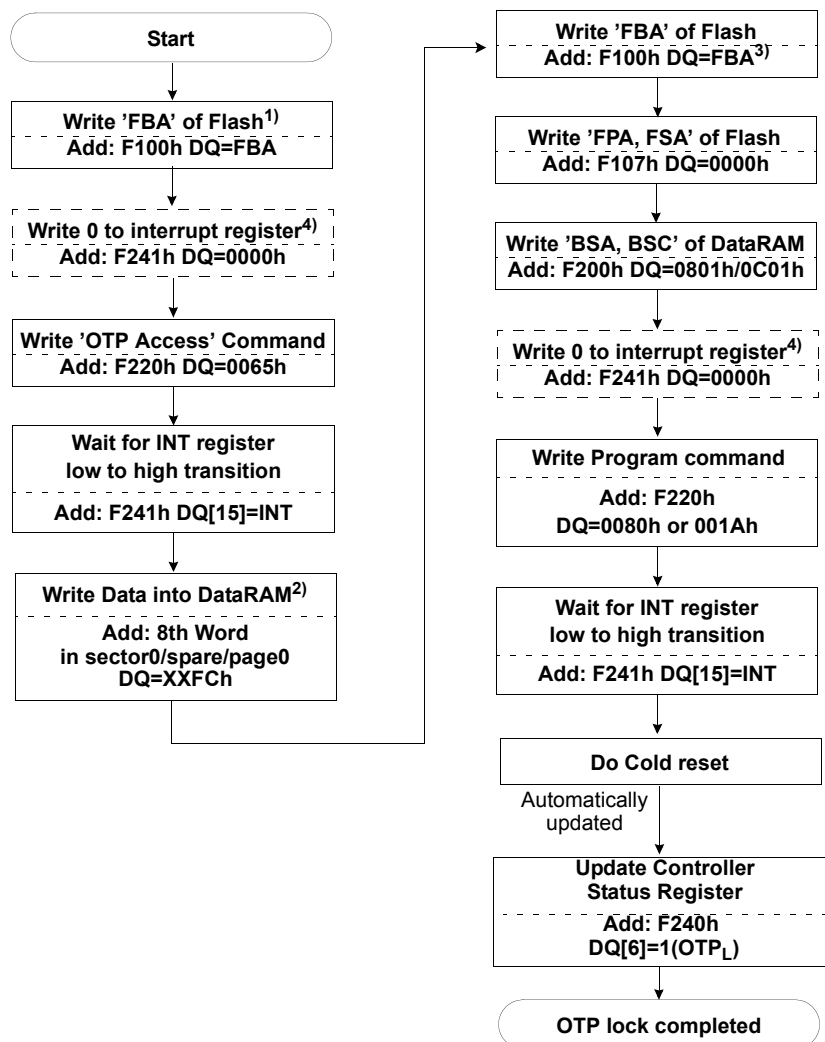 Start
Write 'FBA' of Flash1)
Add: F100h DQ=FBA
Write 0 to interrupt register4)
Add: F241h DQ=0000h
Write 'OTP Access' Command
Add: F220h DQ=0065h
Wait for INT register
low to high transition
Add: F241h DQ[15]=INT
Write Data into DataRAM2)
Add: 8th Word
in sector0/spare/page0
DQ=XXFCh
Write 'FBA' of Flash
Add: F100h DQ=FBA3)
Write 'FPA, FSA' of Flash
Add: F107h DQ=0000h
Write 'BSA, BSC' of DataRAM
Add: F200h DQ=0801h/0C01h
Write 0 to interrupt register4)
Add: F241h DQ=0000h
Write Program command
Add: F220h
DQ=0080h or 001Ah
Wait for INT register
low to high transition
Add: F241h DQ[15]=INT
Do Cold reset
Automatically
updated
Update Controller
Status Register
Add: F240h
DQ[6]=1(OTPL)
OTP lock completed